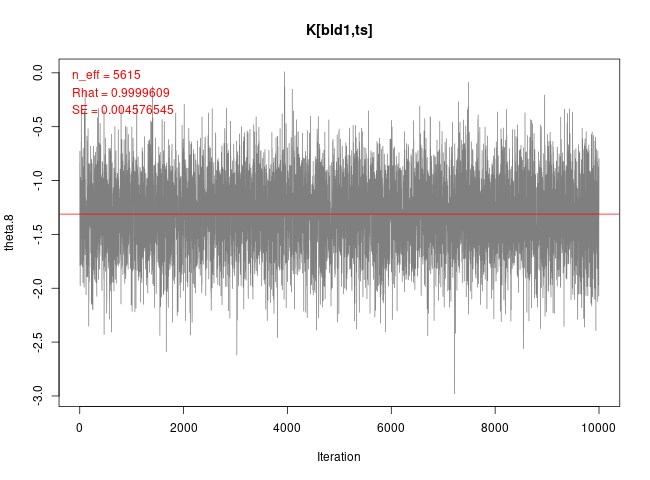 K[bld1,ts]
n_eff = 5615
Rhat = 0.9999609
SE = 0.004576545
theta.8
0.0
-0.5
-1.0
-1.5
-2.0
-2.5
-3.0
0 2000 4000 6000 8000 10000
Iteration